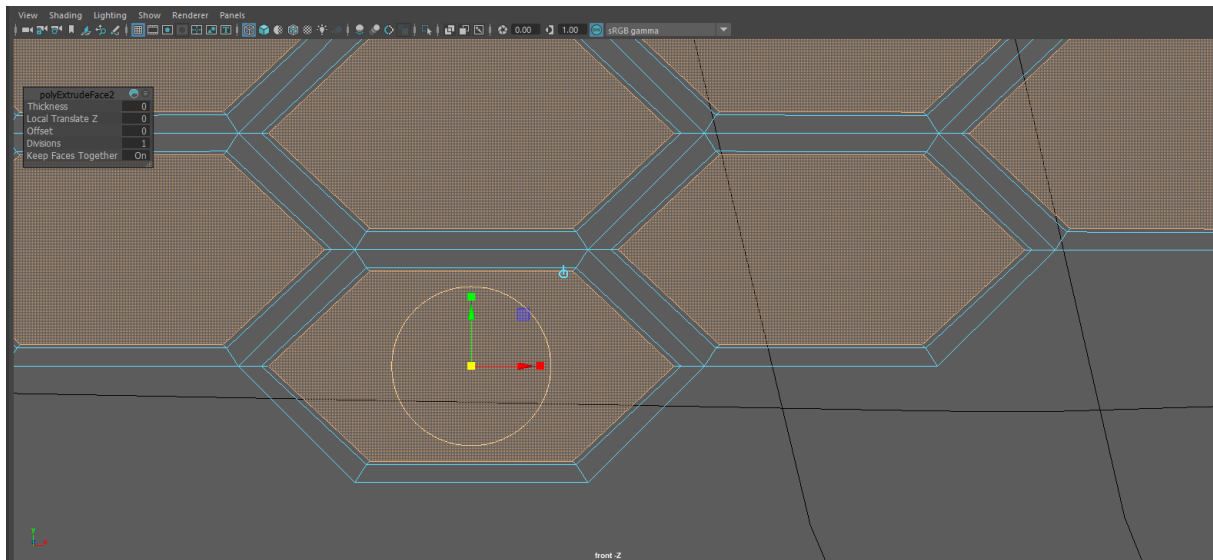 View Shading Lighting Show Renderer Panels
0.00 1.00 sRGB gamma
polyExtrudeFace2
Thickness 0
Local Translate Z 0
Offset 0
Divisions 1
Keep Faces Together On
y
front -Z